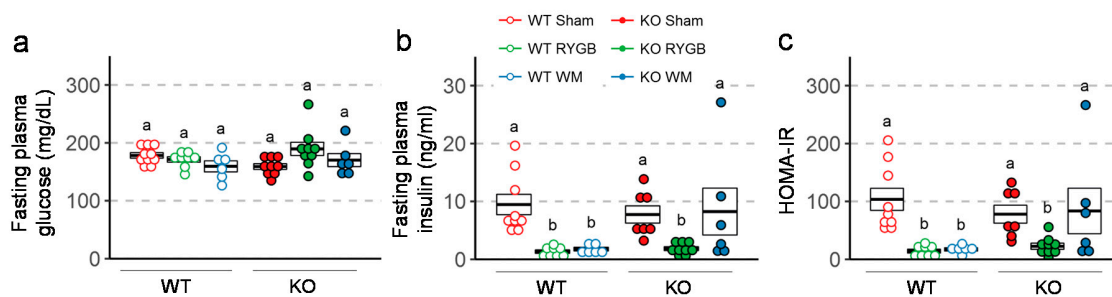 WT Sham
KO Sham
WT RYGB
KO RYGB
WT WM
KO WM
a
Fasting plasma
glucose (mg/dL)
300
200
100
0
a a a a a a
WT KO
b
Fasting plasma
insulin (ng/ml)
30
20
10
0
a b b a b a
WT KO
c
HOMA-IR
300
200
100
0
a b b a b a
WT KO